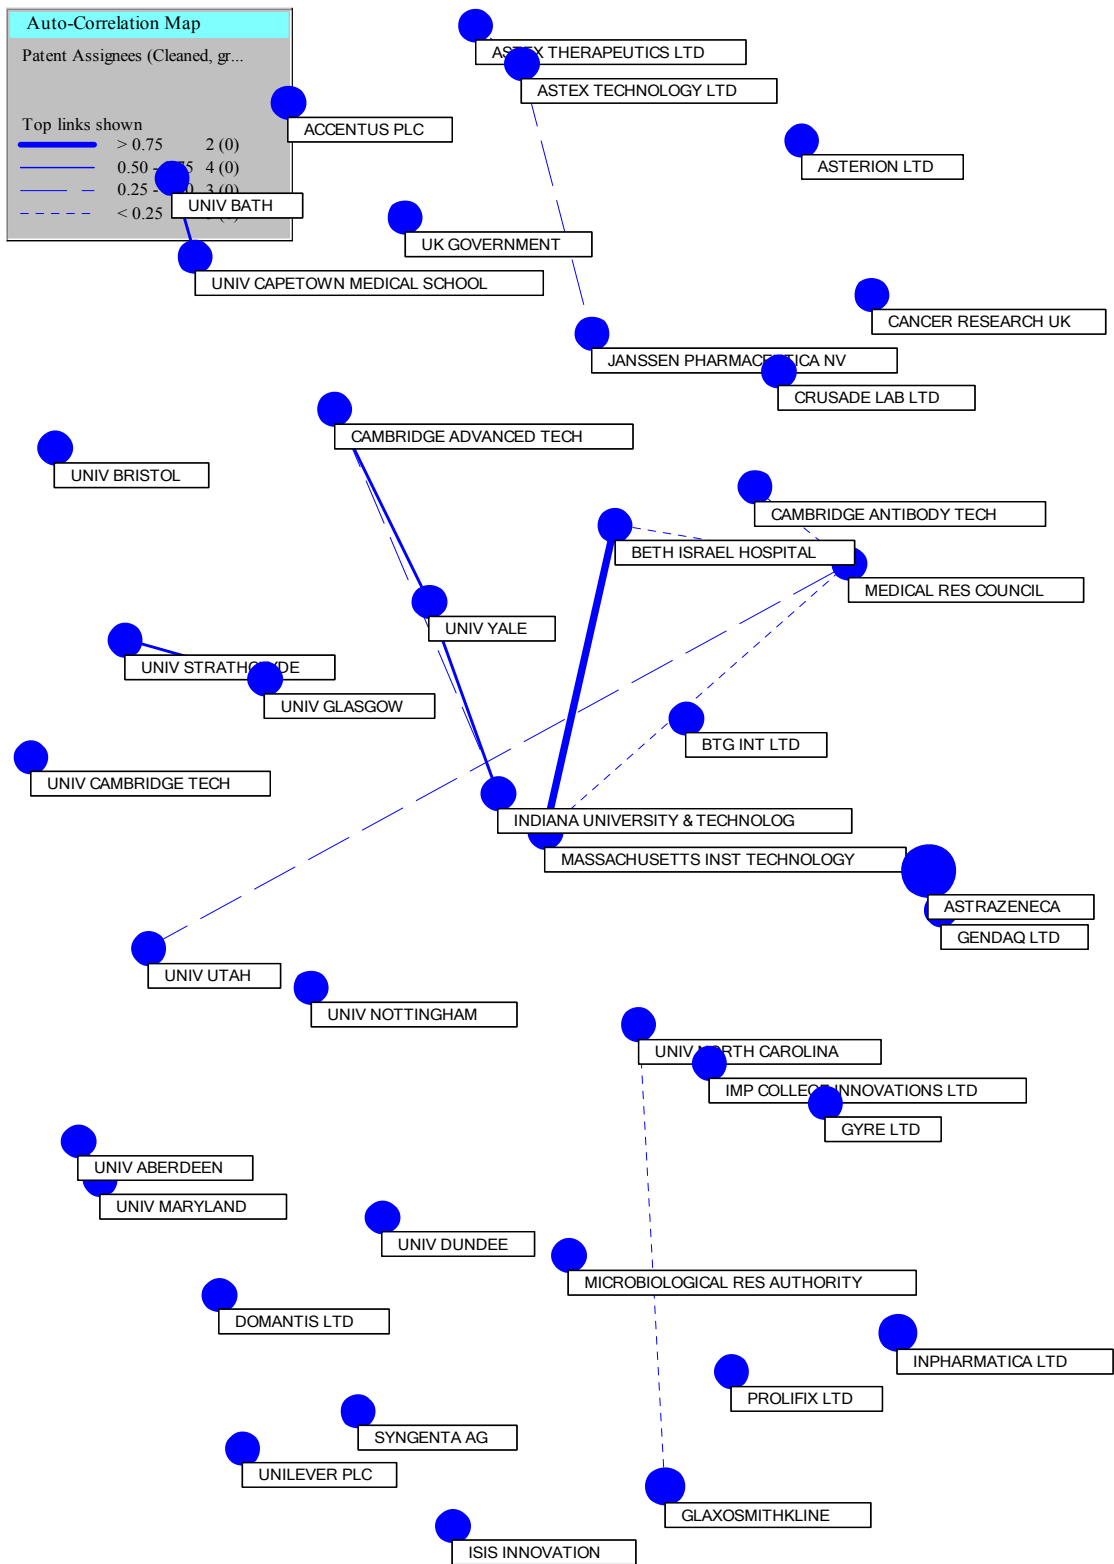 Auto-Correlation Map
Patent Assignees (Cleaned, gr...
Top links shown
> 0.75 2 (0)
0.50 - 75 4 (0)
0.25 - 0 3 (0)
< 0.25 (0)
ASTEX THERAPEUTICS LTD
ASTEX TECHNOLOGY LTD
ACCENTUS PLC
ASTERION LTD
UNIV BATH
UK GOVERNMENT
UNIV CAPETOWN MEDICAL SCHOOL
CANCER RESEARCH UK
JANSSEN PHARMACEUTICA NV
CRUSADE LAB LTD
CAMBRIDGE ADVANCED TECH
UNIV BRISTOL
CAMBRIDGE ANTIBODY TECH
BETH ISRAEL HOSPITAL
MEDICAL RES COUNCIL
UNIV YALE
UNIV STRATHCLYDE
UNIV GLASGOW
BTG INT LTD
UNIV CAMBRIDGE TECH
INDIANA UNIVERSITY & TECHNOLOG
MASSACHUSETTS INST TECHNOLOGY
ASTRAZENECA
GENDAQ LTD
UNIV UTAH
UNIV NOTTINGHAM
UNIV NORTH CAROLINA
IMP COLLEGE INNOVATIONS LTD
GYRE LTD
UNIV ABERDEEN
UNIV MARYLAND
UNIV DUNDEE
MICROBIOLOGICAL RES AUTHORITY
DOMANTIS LTD
INPHARMATICA LTD
PROLIFIX LTD
SYNGENTA AG
UNILEVER PLC
GLAXOSMITHKLINE
ISIS INNOVATION